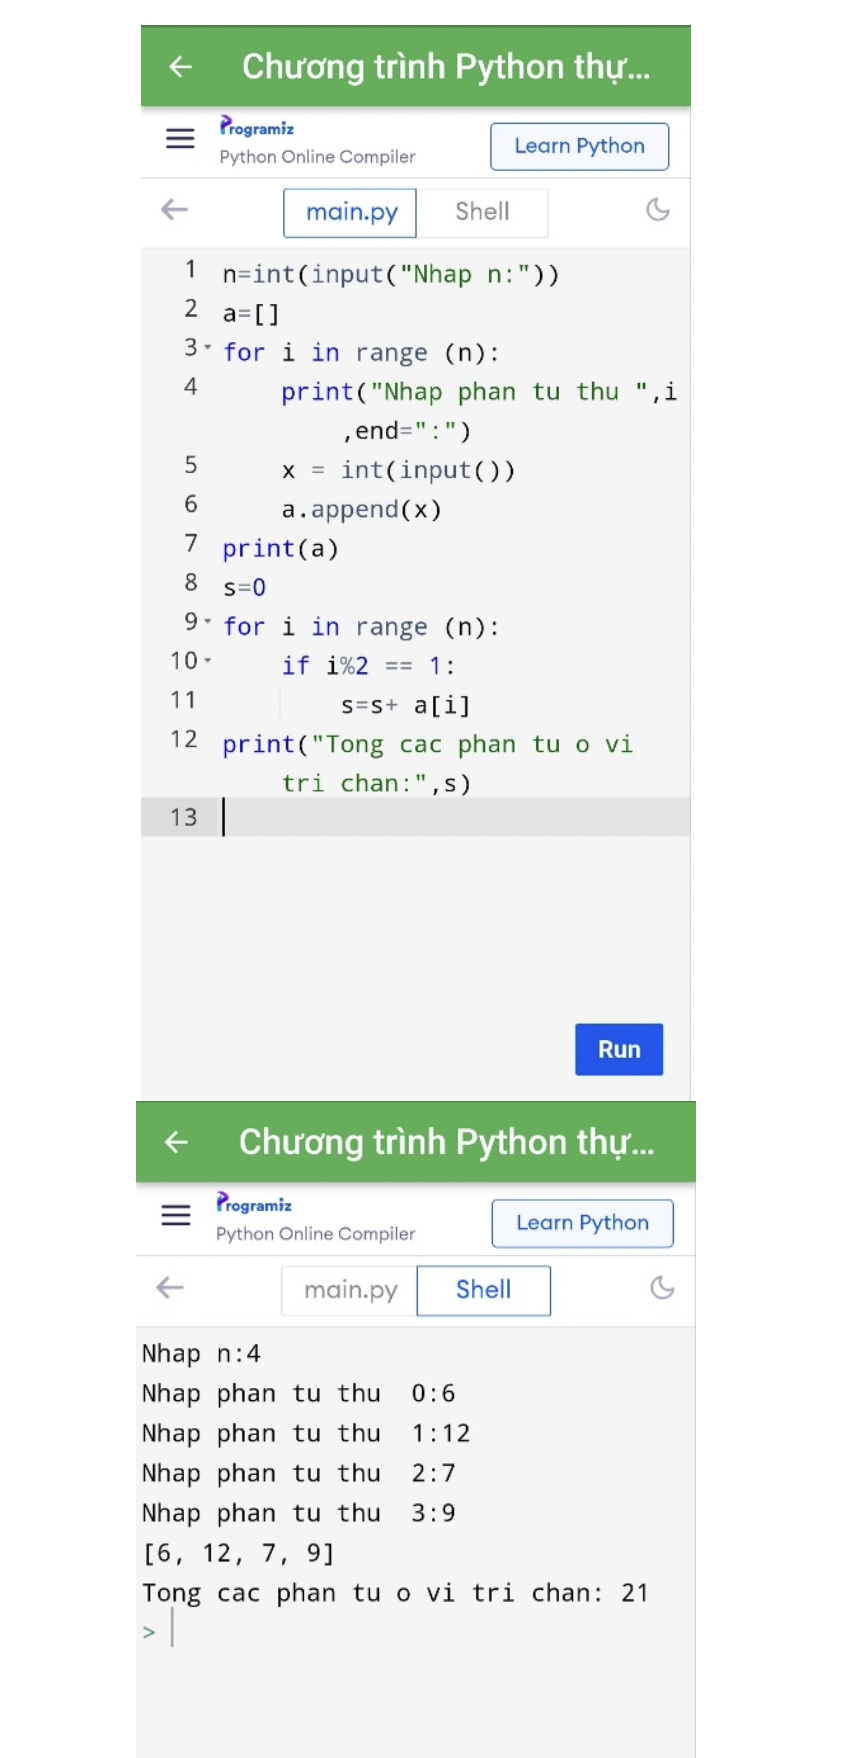 Chương trình Python thự...
Programiz
Python Online Compiler
Learn Python
main.py
Shell
1 n=int(input("Nhap n:"))
2 a=[]
3 for i in range (n):
4 print("Nhap phan tu thu ",i
,end=":")
5 x = int(input())
6 a.append(x)
7 print(a)
8 s=0
9 for i in range (n):
10 if i%2 == 1:
11 s=s+ a[i]
12 print("Tong cac phan tu o vi
tri chan:",s)
13
Run
Chương trình Python thự...
Programiz
Python Online Compiler
Learn Python
main.py
Shell
Nhap n:4
Nhap phan tu thu  0:6
Nhap phan tu thu  1:12
Nhap phan tu thu  2:7
Nhap phan tu thu  3:9
[6, 12, 7, 9]
Tong cac phan tu o vi tri chan: 21
>